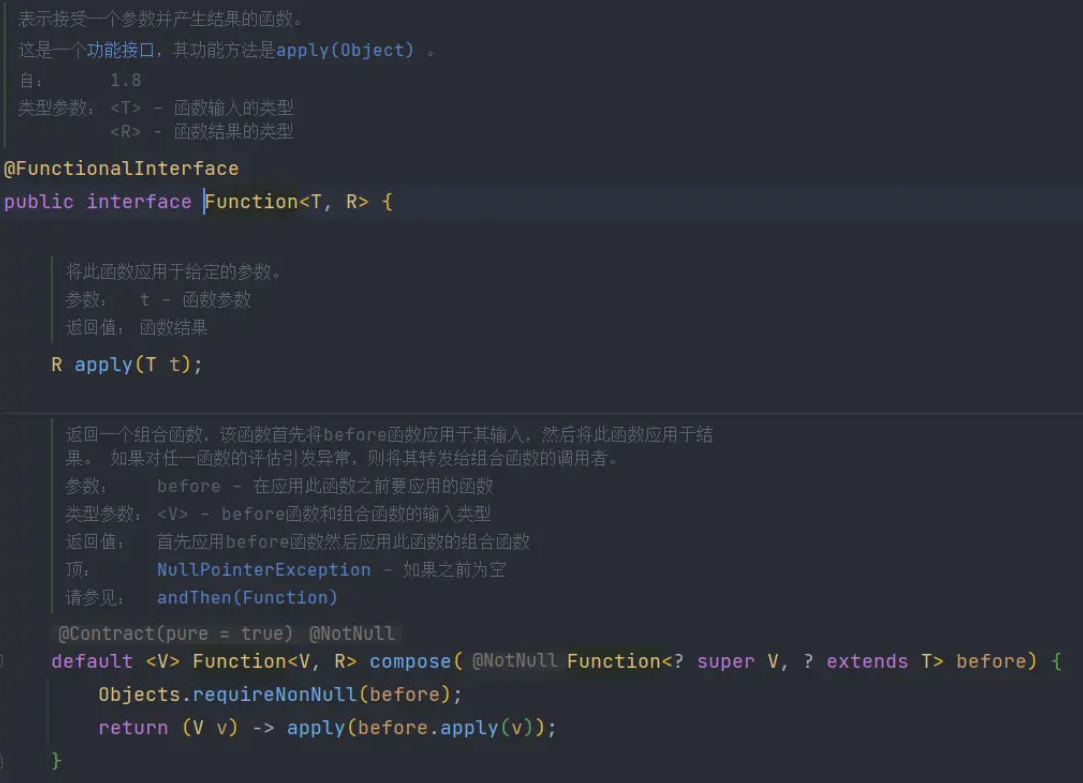 表示接受一个参数并产生结果的函数。
这是一个功能接口，其功能方法是apply(Object) 。
自： 1.8
类型参数： <T> – 函数输入的类型
<R> – 函数结果的类型
@FunctionalInterface
public interface Function<T, R> {
将此函数应用于给定的参数。
参数： t – 函数参数
返回值： 函数结果
R apply(T t);
返回一个组合函数，该函数首先将before函数应用于其输入，然后将此函数应用于结
果。 如果对任一函数的评估引发异常，则将其转发给组合函数的调用者。
参数： before – 在应用此函数之前要应用的函数
类型参数： <V> – before函数和组合函数的输入类型
返回值： 首先应用before函数然后应用此函数的组合函数
顶： NullPointerException – 如果之前为空
请参见： andThen(Function)
@Contract(pure = true) @NotNull
default <V> Function<V, R> compose( @NotNull Function<? super V, ? extends T> before) {
Objects.requireNonNull(before);
return (V v) -> apply(before.apply(v));
}